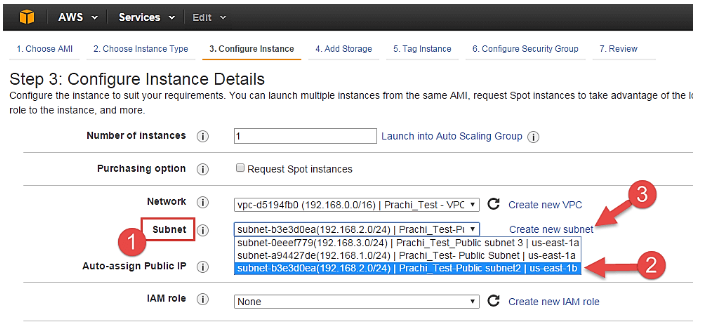 AWS Services Edit
1. Choose AMI 2. Choose Instance Type 3. Configure Instance 4. Add Storage 5. Tag Instance 6. Configure Security Group 7. Review
Step 3: Configure Instance Details
Configure the instance to suit your requirements. You can launch multiple instances from the same AMI, request Spot instances to take advantage of the
role to the instance, and more.
Number of instances i 1 Launch into Auto Scaling Group i
Purchasing option i Request Spot instances
Network i vpc-d5194fb0 (192.168.0.0/16) | Prachi_Test - VPC Create new VPC
3
Subnet i subnet-b3e3d0ea(192.168.2.0/24) | Prachi_Test-P Create new subnet
1
subnet-0eeef779(192.168.3.0/24) | Prachi_Test_Public subnet 3 | us-east-1a
subnet-a94427de(192.168.1.0/24) | Prachi_Test- Public Subnet | us-east-1a
Auto-assign Public IP i subnet-b3e3d0ea(192.168.2.0/24) | Prachi_Test-Public subnet2 | us-east-1b
2
IAM role i None Create new IAM role